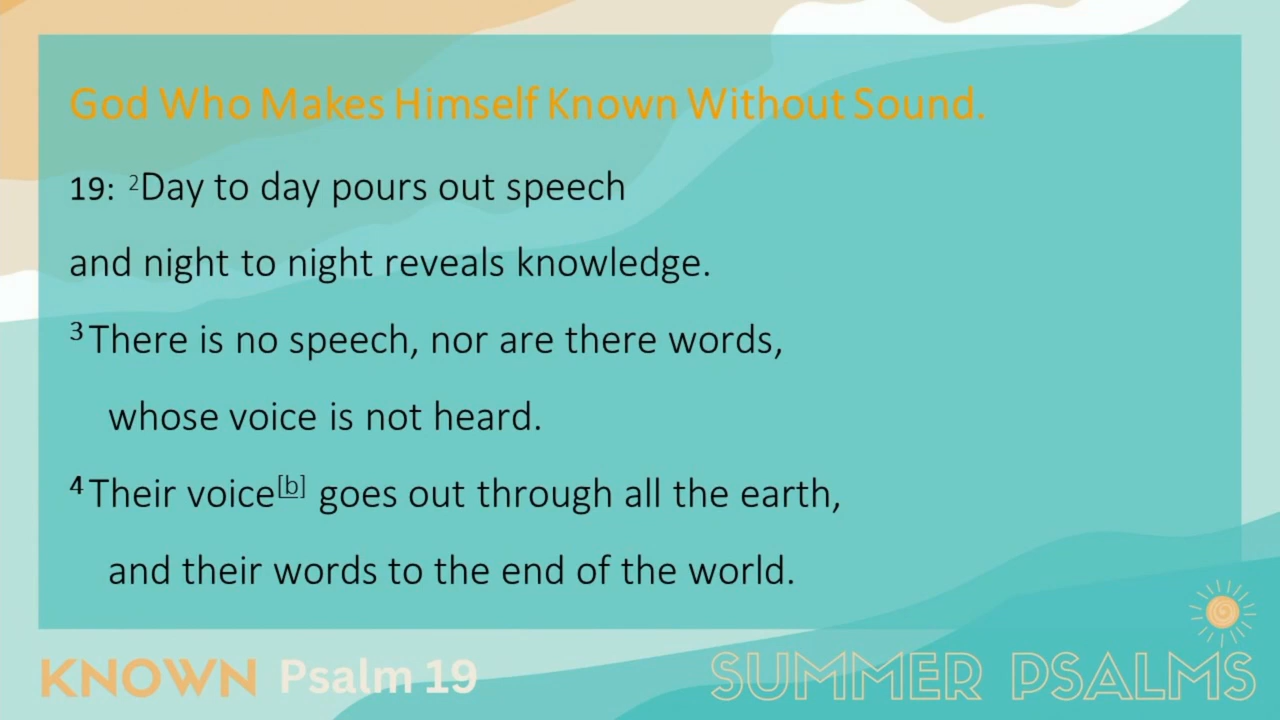 God Who Makes Himself Known Without Sound.
19: ²Day to day pours out speech
and night to night reveals knowledge.
³There is no speech, nor are there words,
whose voice is not heard.
⁴Their voice[b] goes out through all the earth,
and their words to the end of the world.
KNOWN Psalm 19
SUMMER PSALMS